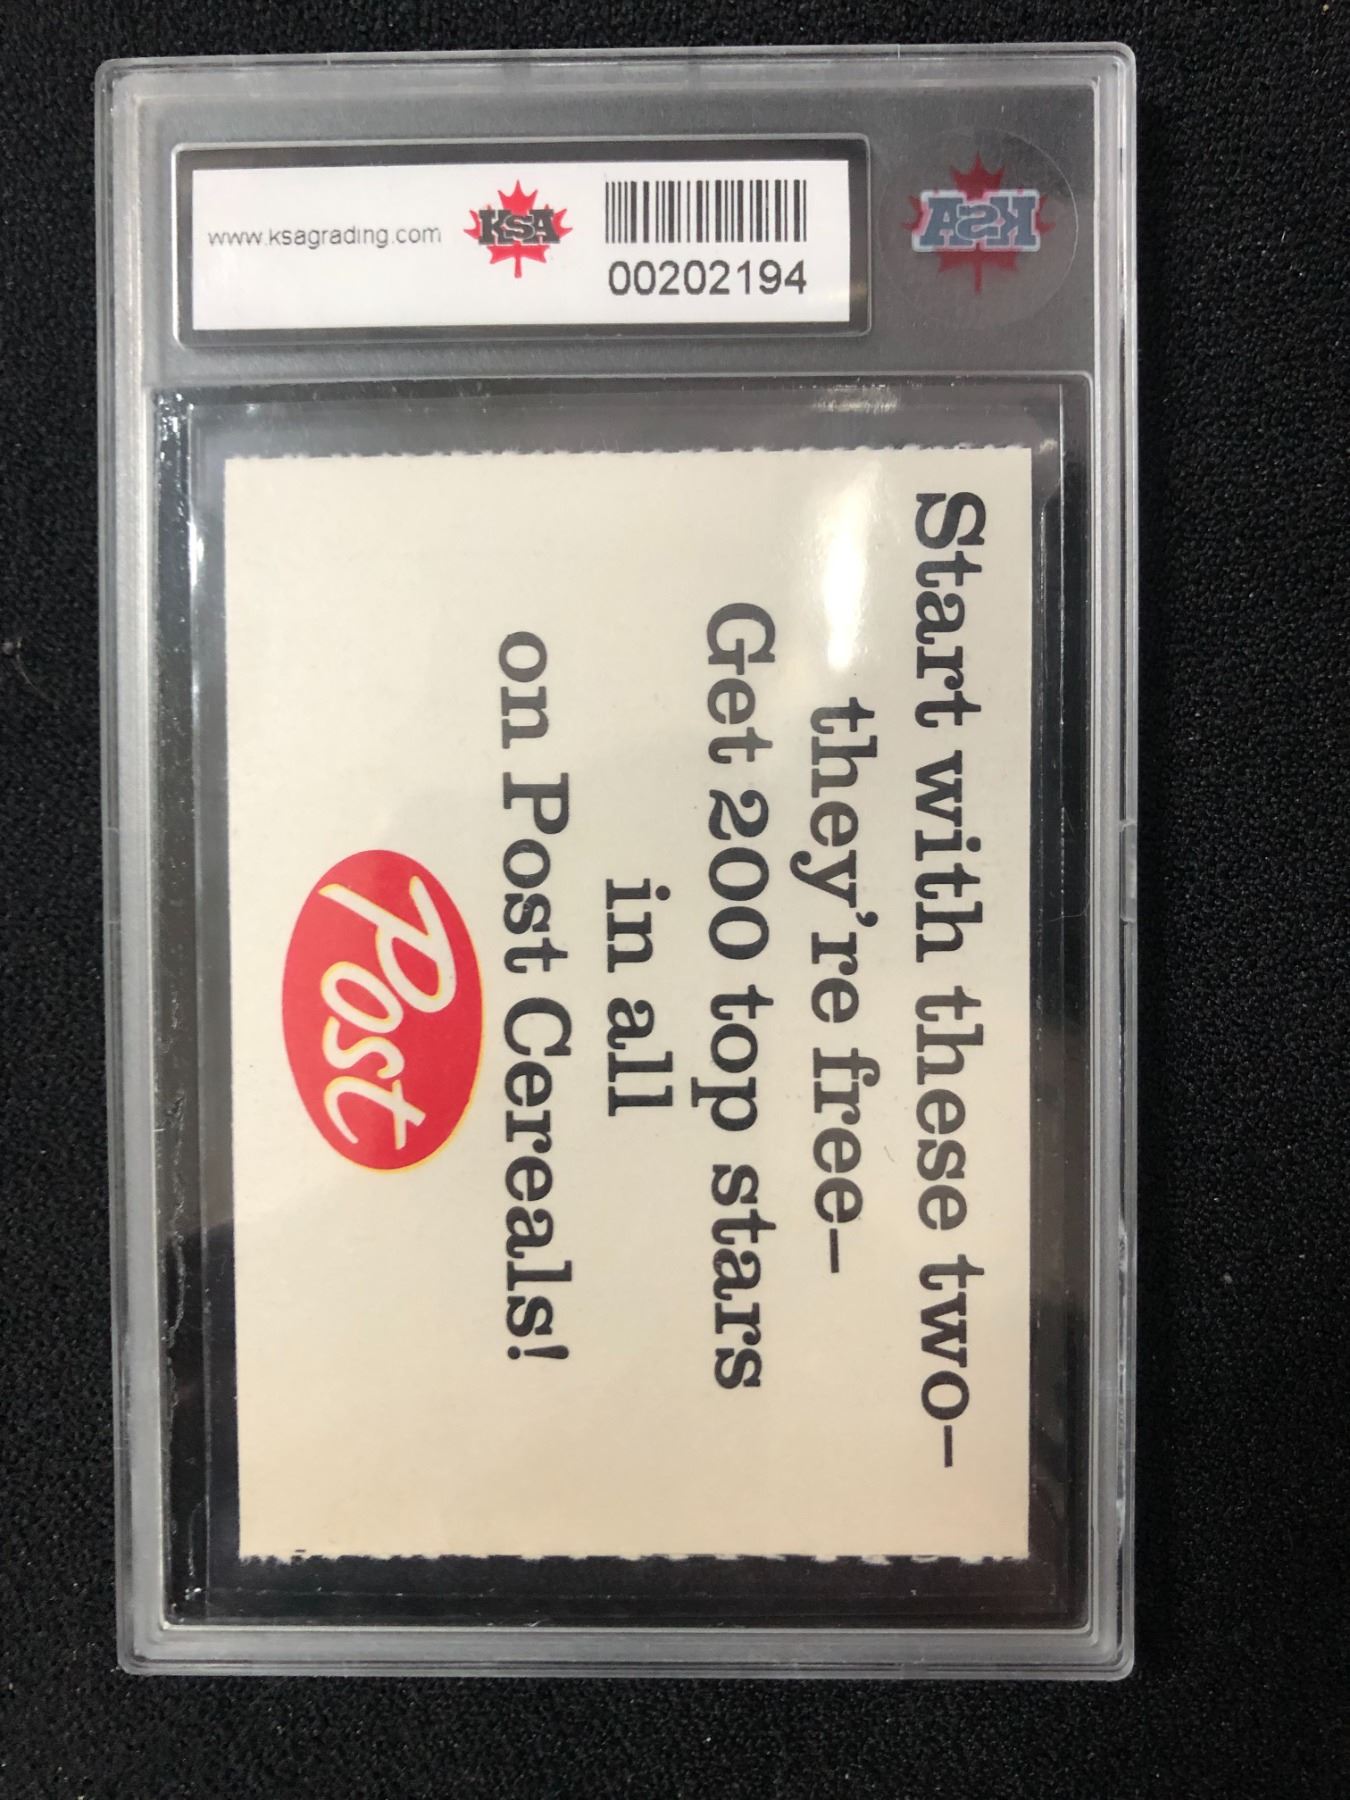 www.ksagrading.com
KSA
00202194
KSA
Start with these two–
they're free–
Get 200 top stars
in all
on Post Cereals!
Post